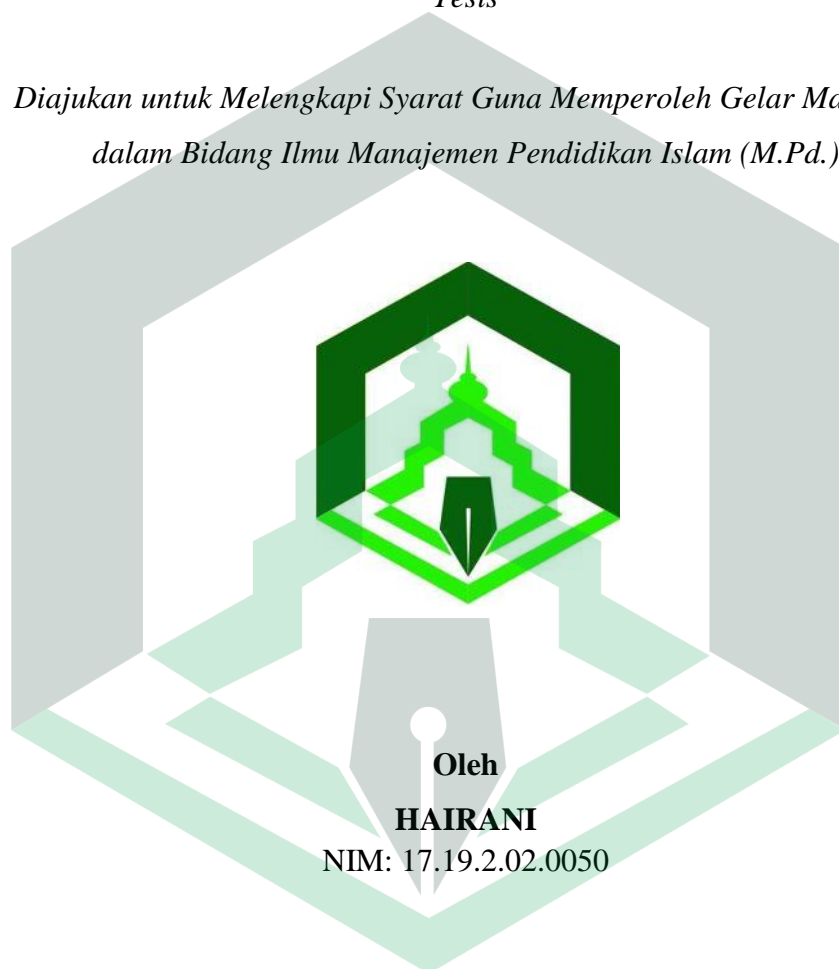 Tesis
Diajukan untuk Melengkapi Syarat Guna Memperoleh Gelar
dalam Bidang Ilmu Manajemen Pendidikan Islam (M.Pd.)
Oleh
HAIRANI
NIM: 17.19.2.02.0050